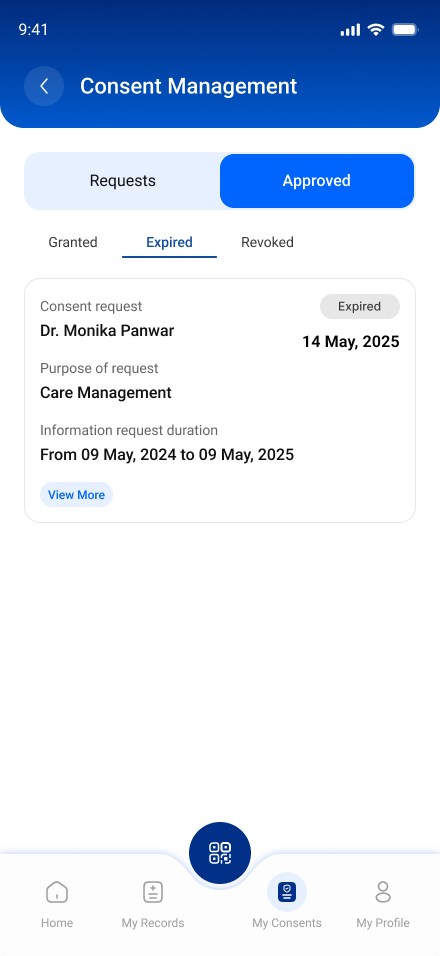 9:41
Consent Management
Requests
Approved
Granted
Expired
Revoked
Consent request
Expired
Dr. Monika Panwar
14 May, 2025
Purpose of request
Care Management
Information request duration
From 09 May, 2024 to 09 May, 2025
View More
Home
My Records
My Consents
My Profile